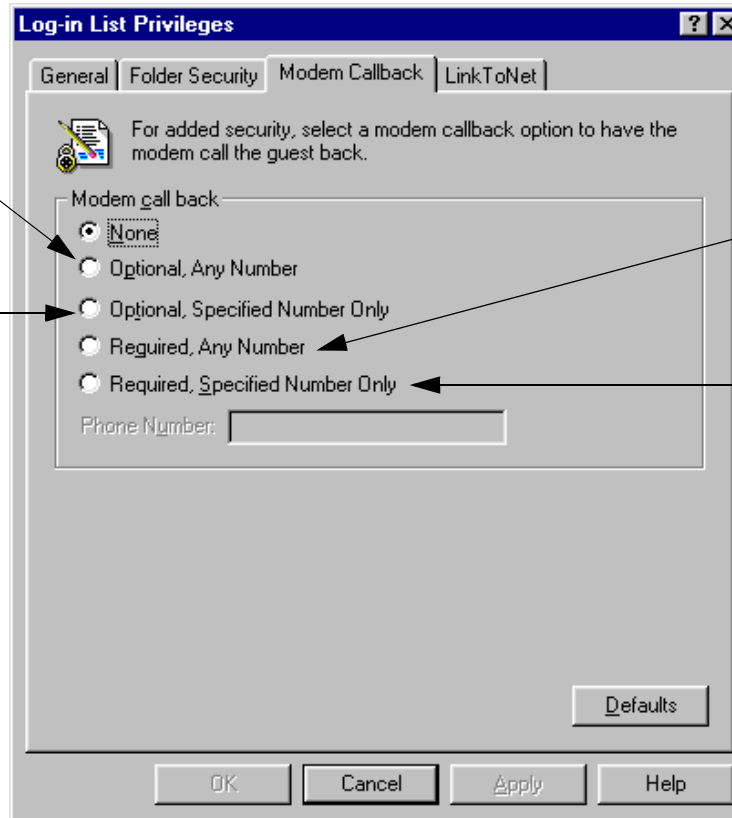 Log-in List Privileges
General Folder Security Modem Callback LinkToNet
For added security, select a modem callback option to have the
modem call the guest back.
Modem call back
None
Optional, Any Number
Optional, Specified Number Only
Required, Any Number
Required, Specified Number Only
Phone Number:
Defaults
OK Cancel Apply Help